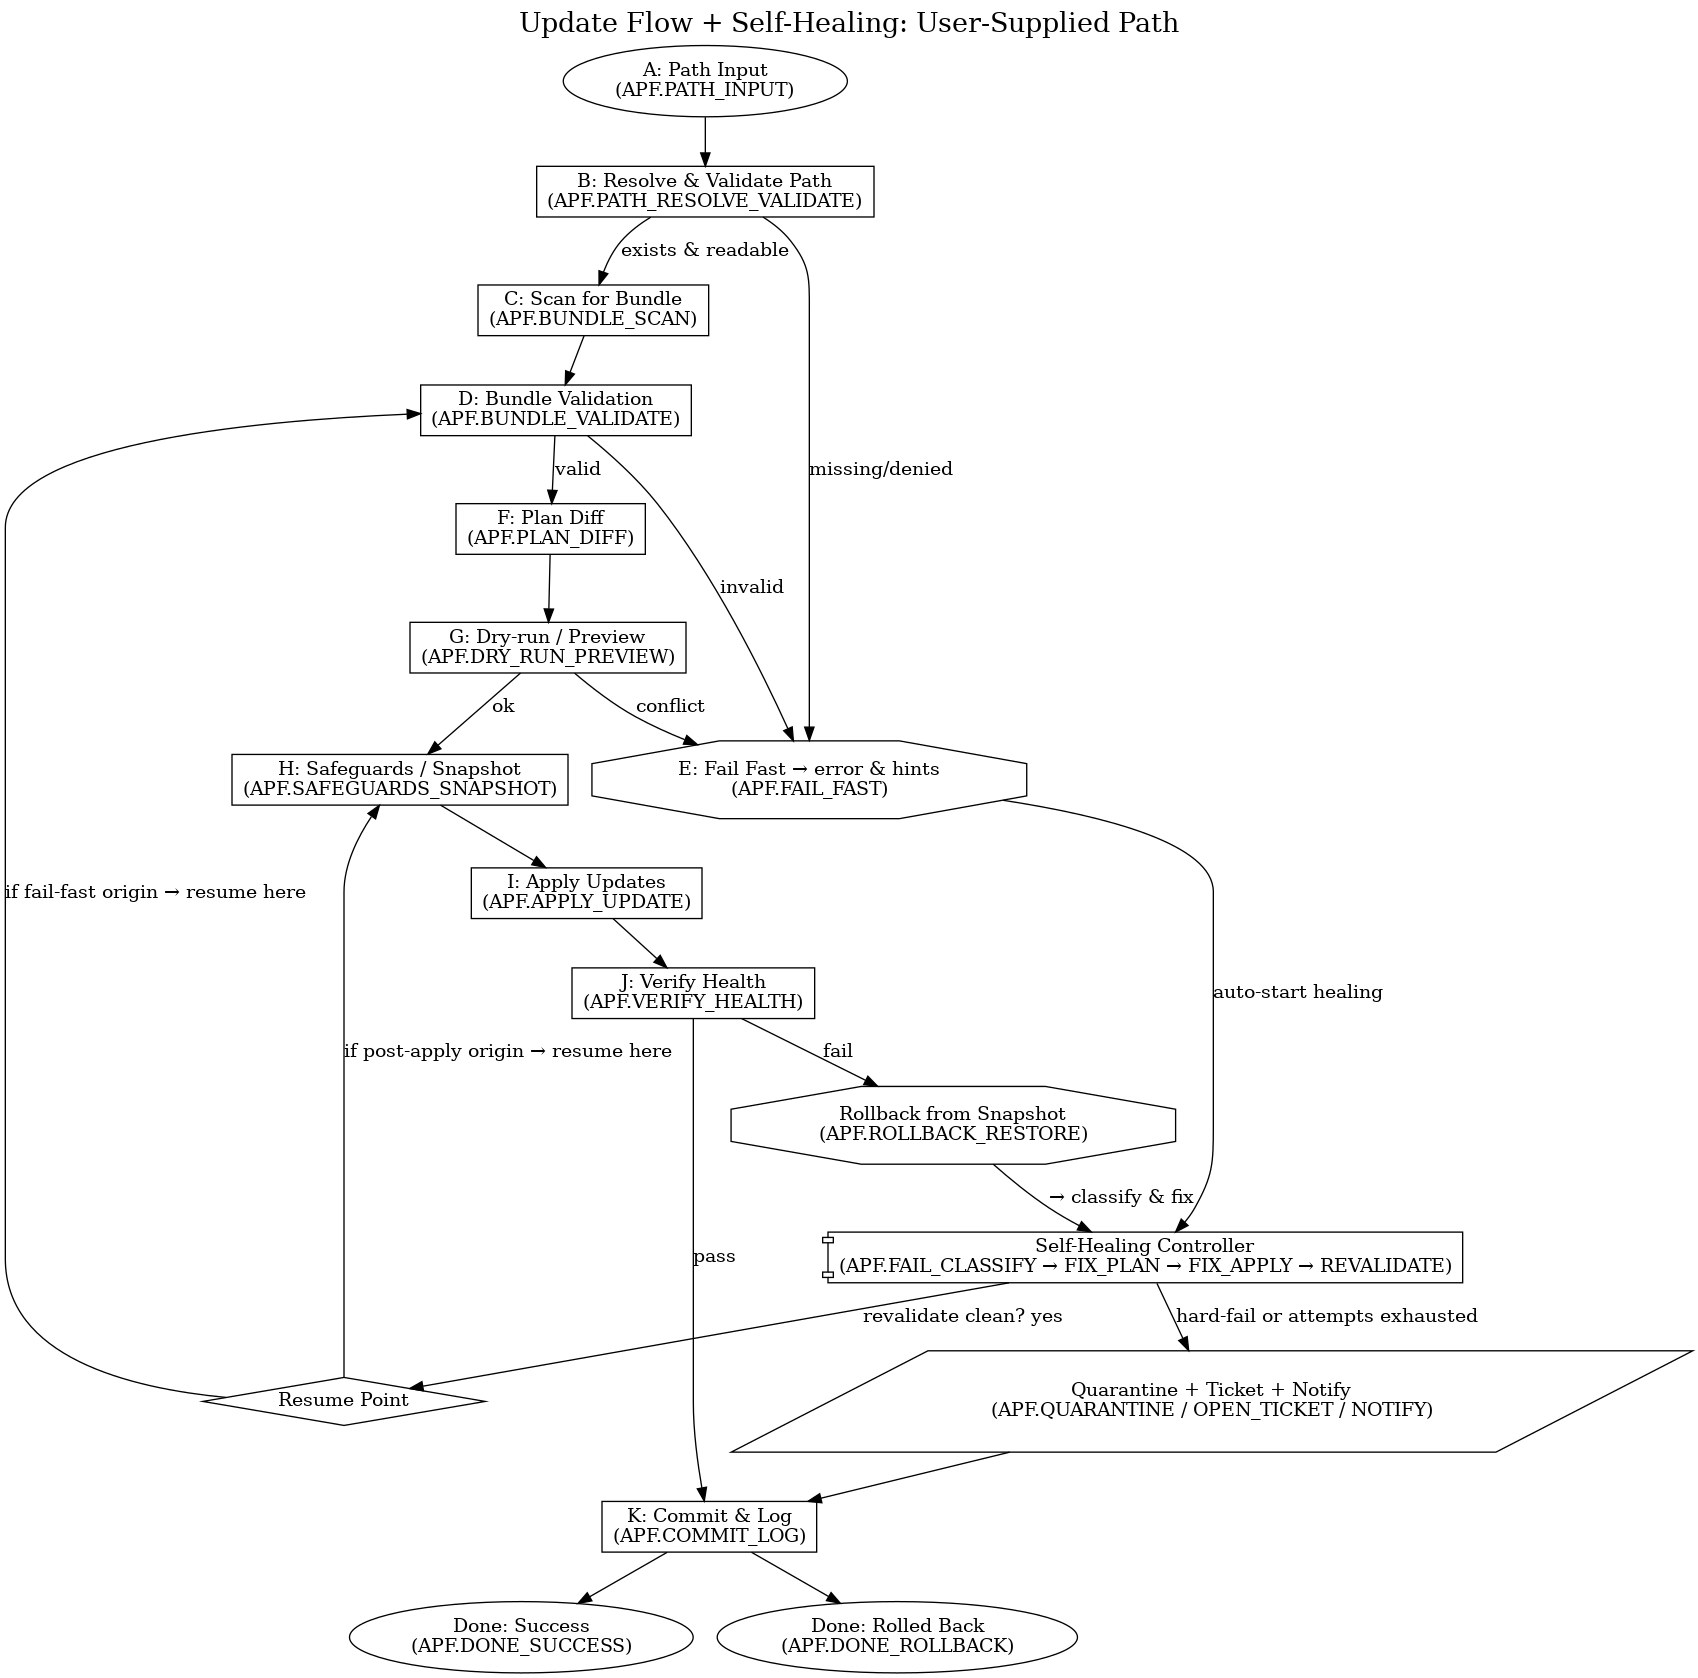 Update Flow + Self-Healing: User-Supplied Path
A: Path Input
(APF.PATH_INPUT)
B: Resolve & Validate Path
(APF.PATH_RESOLVE_VALIDATE)
exists & readable
C: Scan for Bundle
(APF.BUNDLE_SCAN)
D: Bundle Validation
(APF.BUNDLE_VALIDATE)
valid
missing/denied
F: Plan Diff
(APF.PLAN_DIFF)
invalid
G: Dry-run / Preview
(APF.DRY_RUN_PREVIEW)
ok
conflict
H: Safeguards / Snapshot
(APF.SAFEGUARDS_SNAPSHOT)
E: Fail Fast → error & hints
(APF.FAIL_FAST)
I: Apply Updates
(APF.APPLY_UPDATE)
if fail-fast origin → resume here
J: Verify Health
(APF.VERIFY_HEALTH)
auto-start healing
if post-apply origin → resume here
fail
Rollback from Snapshot
(APF.ROLLBACK_RESTORE)
→ classify & fix
pass
Self-Healing Controller
(APF.FAIL_CLASSIFY → FIX_PLAN → FIX_APPLY → REVALIDATE)
revalidate clean? yes
hard-fail or attempts exhausted
Resume Point
Quarantine + Ticket + Notify
(APF.QUARANTINE / OPEN_TICKET / NOTIFY)
K: Commit & Log
(APF.COMMIT_LOG)
Done: Success
(APF.DONE_SUCCESS)
Done: Rolled Back
(APF.DONE_ROLLBACK)